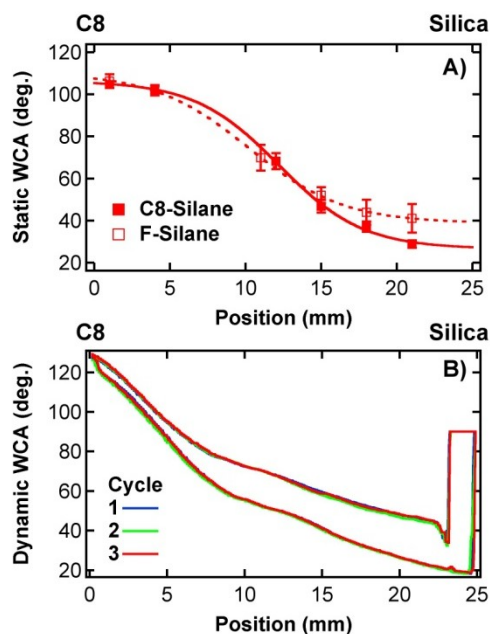 C8 Silica
A)
120
100
80
60
40
20
Static WCA (deg.)
C8-Silane
F-Silane
0 5 10 15 20 25
Position (mm)
C8 Silica
B)
120
100
80
60
40
20
Dynamic WCA (deg.)
Cycle
1
2
3
0 5 10 15 20 25
Position (mm)